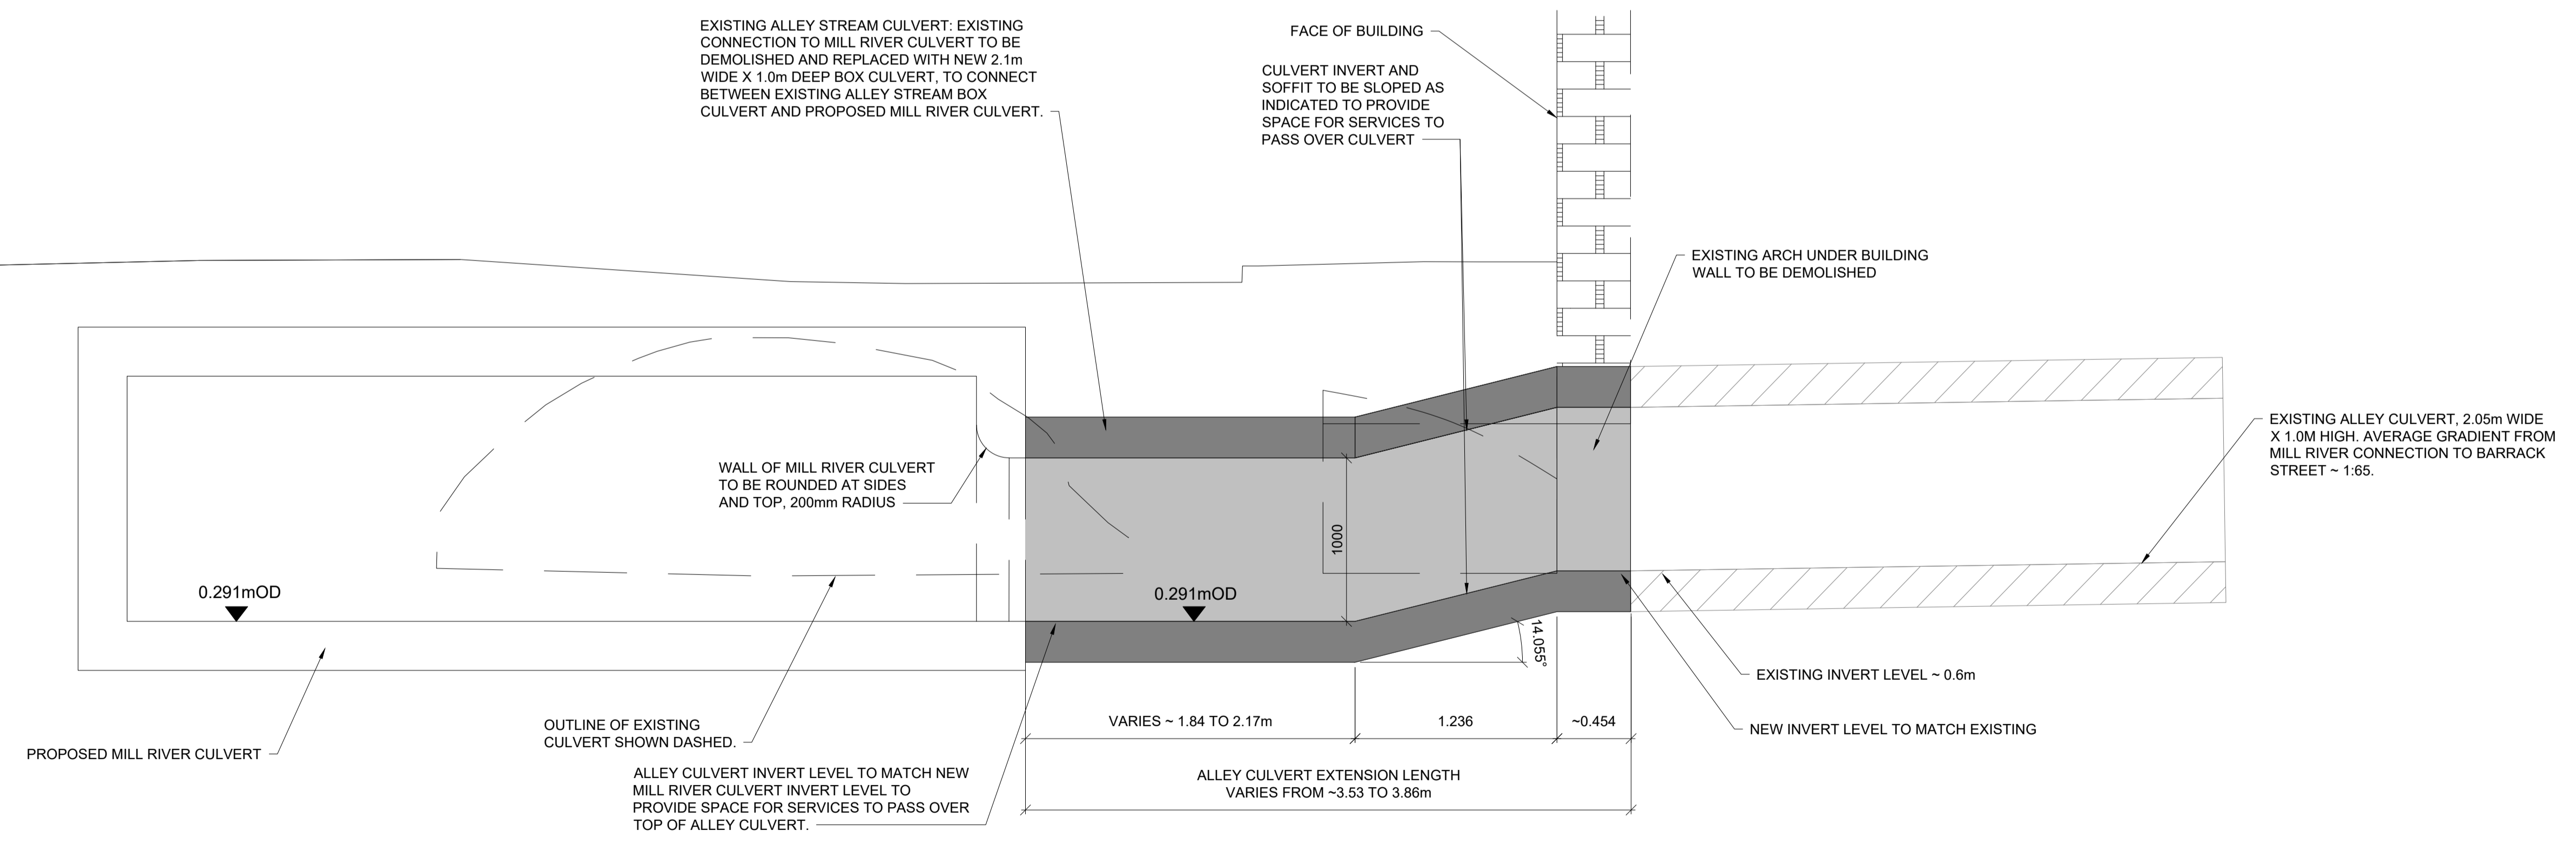 EXISTING ALLEY STREAM CULVERT: EXISTING
CONNECTION TO MILL RIVER CULVERT TO BE
DEMOLISHED AND REPLACED WITH NEW 2.1m
WIDE X 1.0m DEEP BOX CULVERT, TO CONNECT
BETWEEN EXISTING ALLEY STREAM BOX
CULVERT AND PROPOSED MILL RIVER CULVERT.
FACE OF BUILDING
CULVERT INVERT AND
SOFFIT TO BE SLOPED AS
INDICATED TO PROVIDE
SPACE FOR SERVICES TO
PASS OVER CULVERT
EXISTING ARCH UNDER BUILDING
WALL TO BE DEMOLISHED
EXISTING ALLEY CULVERT, 2.05m WIDE
X 1.0M HIGH. AVERAGE GRADIENT FROM
MILL RIVER CONNECTION TO BARRACK
STREET ~ 1:65.
WALL OF MILL RIVER CULVERT
TO BE ROUNDED AT SIDES
AND TOP, 200mm RADIUS
1000
0.291mOD
0.291mOD
14.055°
EXISTING INVERT LEVEL ~ 0.6m
NEW INVERT LEVEL TO MATCH EXISTING
VARIES ~ 1.84 TO 2.17m
1.236
~0.454
OUTLINE OF EXISTING
CULVERT SHOWN DASHED.
PROPOSED MILL RIVER CULVERT
ALLEY CULVERT INVERT LEVEL TO MATCH NEW
MILL RIVER CULVERT INVERT LEVEL TO
PROVIDE SPACE FOR SERVICES TO PASS OVER
TOP OF ALLEY CULVERT.
ALLEY CULVERT EXTENSION LENGTH
VARIES FROM ~3.53 TO 3.86m